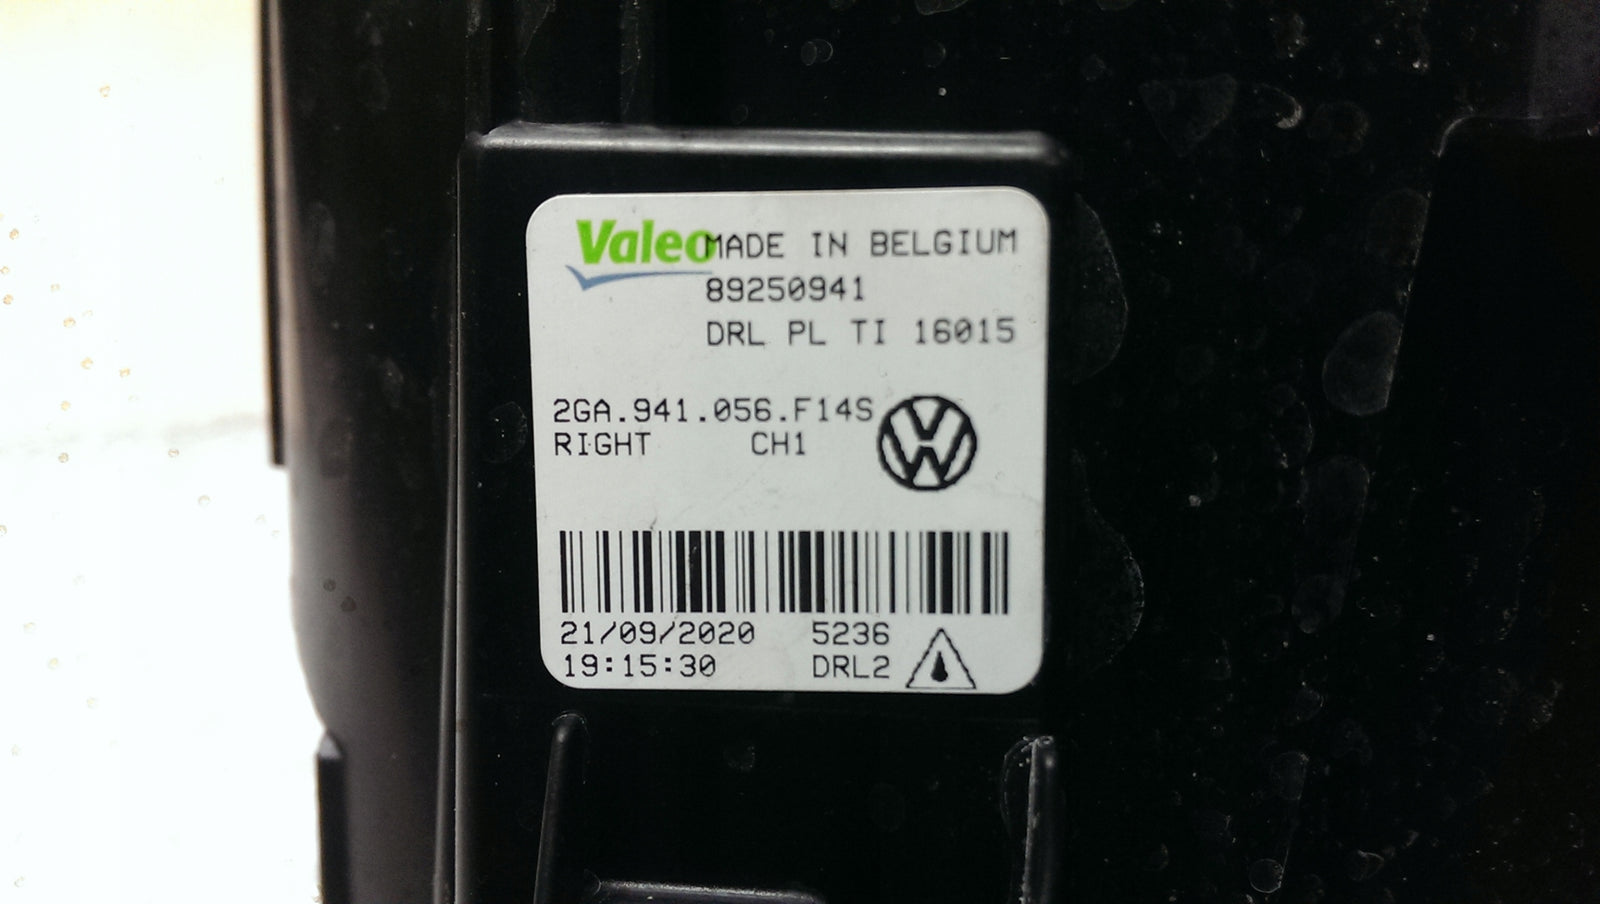 Valeo MADE IN BELGIUM
89250941
DRL PL TI 16015
2GA.941.056.F14S
RIGHT CH1
21/09/2020 5236
19:15:30 DRL2